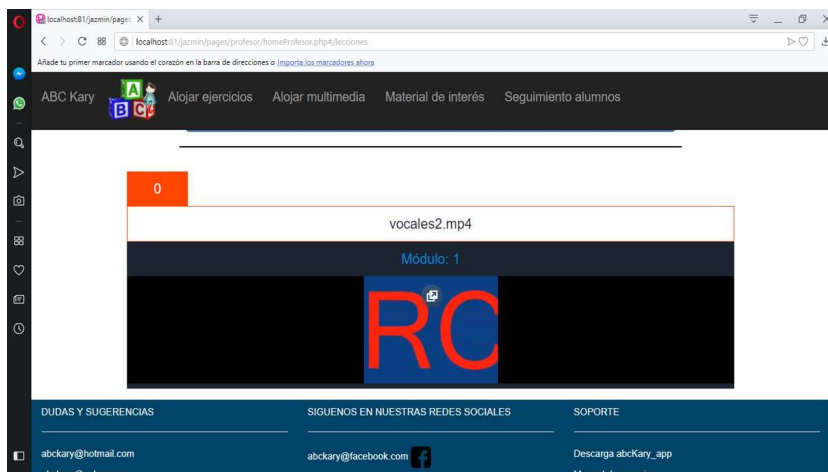 localhost:81/jazmin/page:
localhost:81/jazmin/pages/profesor/homeProfesor.php#/lecciones
Añade tu primer marcador usando el corazón en la barra de direcciones o Importa los marcadores ahora
ABC Kary
A
B C
Alojar ejercicios
Alojar multimedia
Material de interés
Seguimiento alumnos
0
vocales2.mp4
Módulo: 1
RC
DUDAS Y SUGERENCIAS
SIGUENOS EN NUESTRAS REDES SOCIALES
SOPORTE
abckary@hotmail.com
abckary@facebook.com
Descarga abcKary_app